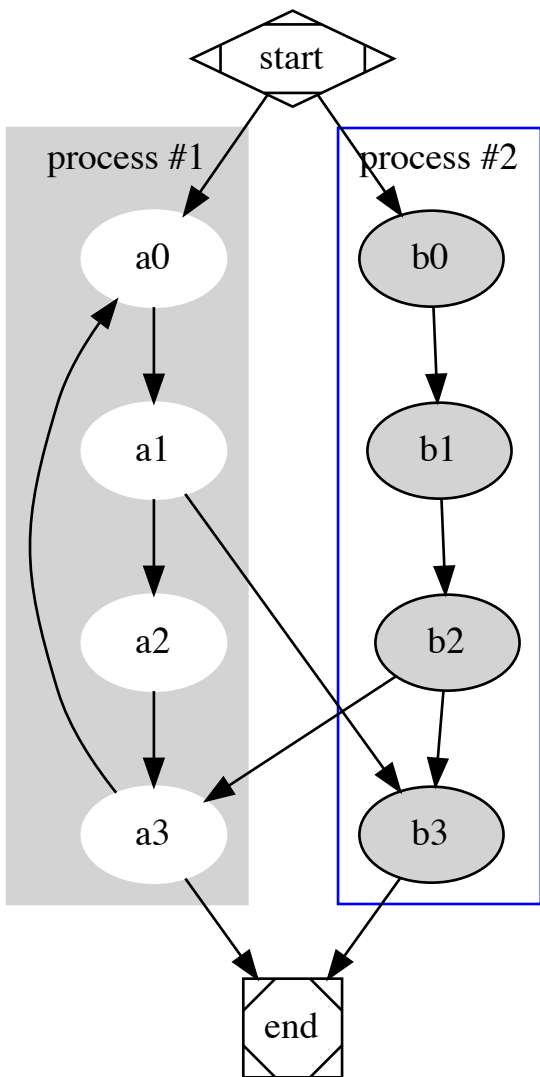 start
process #1
process #2
a0
b0
a1
b1
a2
b2
a3
b3
end